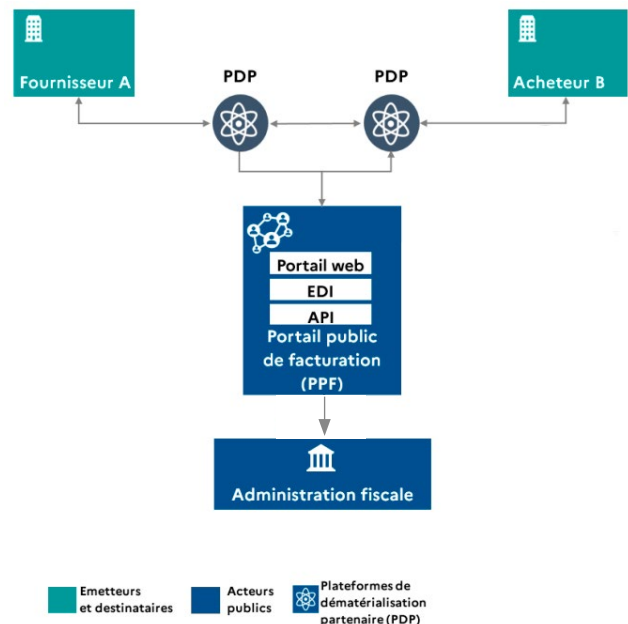 Fournisseur A
PDP
PDP
Acheteur B
Portail web
EDI
API
Portail public
de facturation
(PPF)
Administration fiscale
Emetteurs
et destinataires
Acteurs
publics
Plateformes de
dématérialisation
partenaire (PDP)